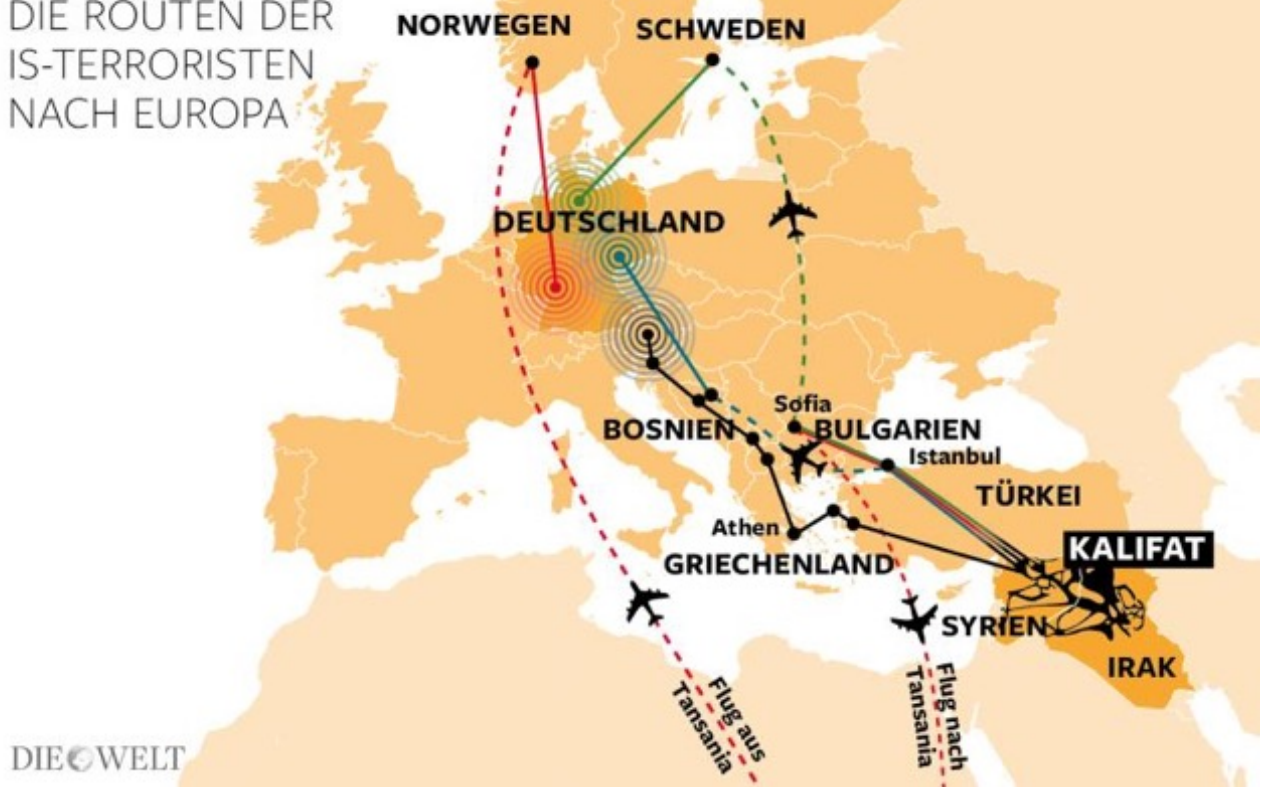 DIE ROUTEN DER
IS-TERRORISTEN
NACH EUROPA
NORWEGEN
SCHWEDEN
DEUTSCHLAND
Sofia
BOSNIEN
BULGARIEN
Istanbul
TÜRKEI
Athen
GRIECHENLAND
KALIFAT
SYRIEN
IRAK
Flug aus
Tansania
Flug nach
Tansania
DIE WELT